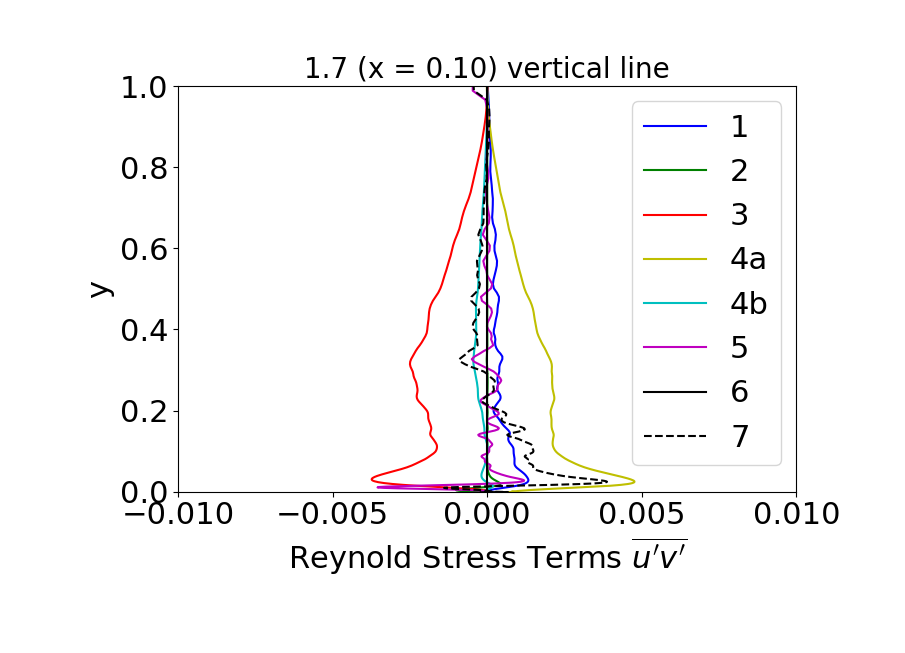 1.7 (x = 0.10) vertical line
1.0
0.8
0.6
0.4
0.2
0.0
y
1
2
3
4a
4b
5
6
7
−0.010 −0.005 0.000 0.005 0.010
Reynold Stress Terms u′v′